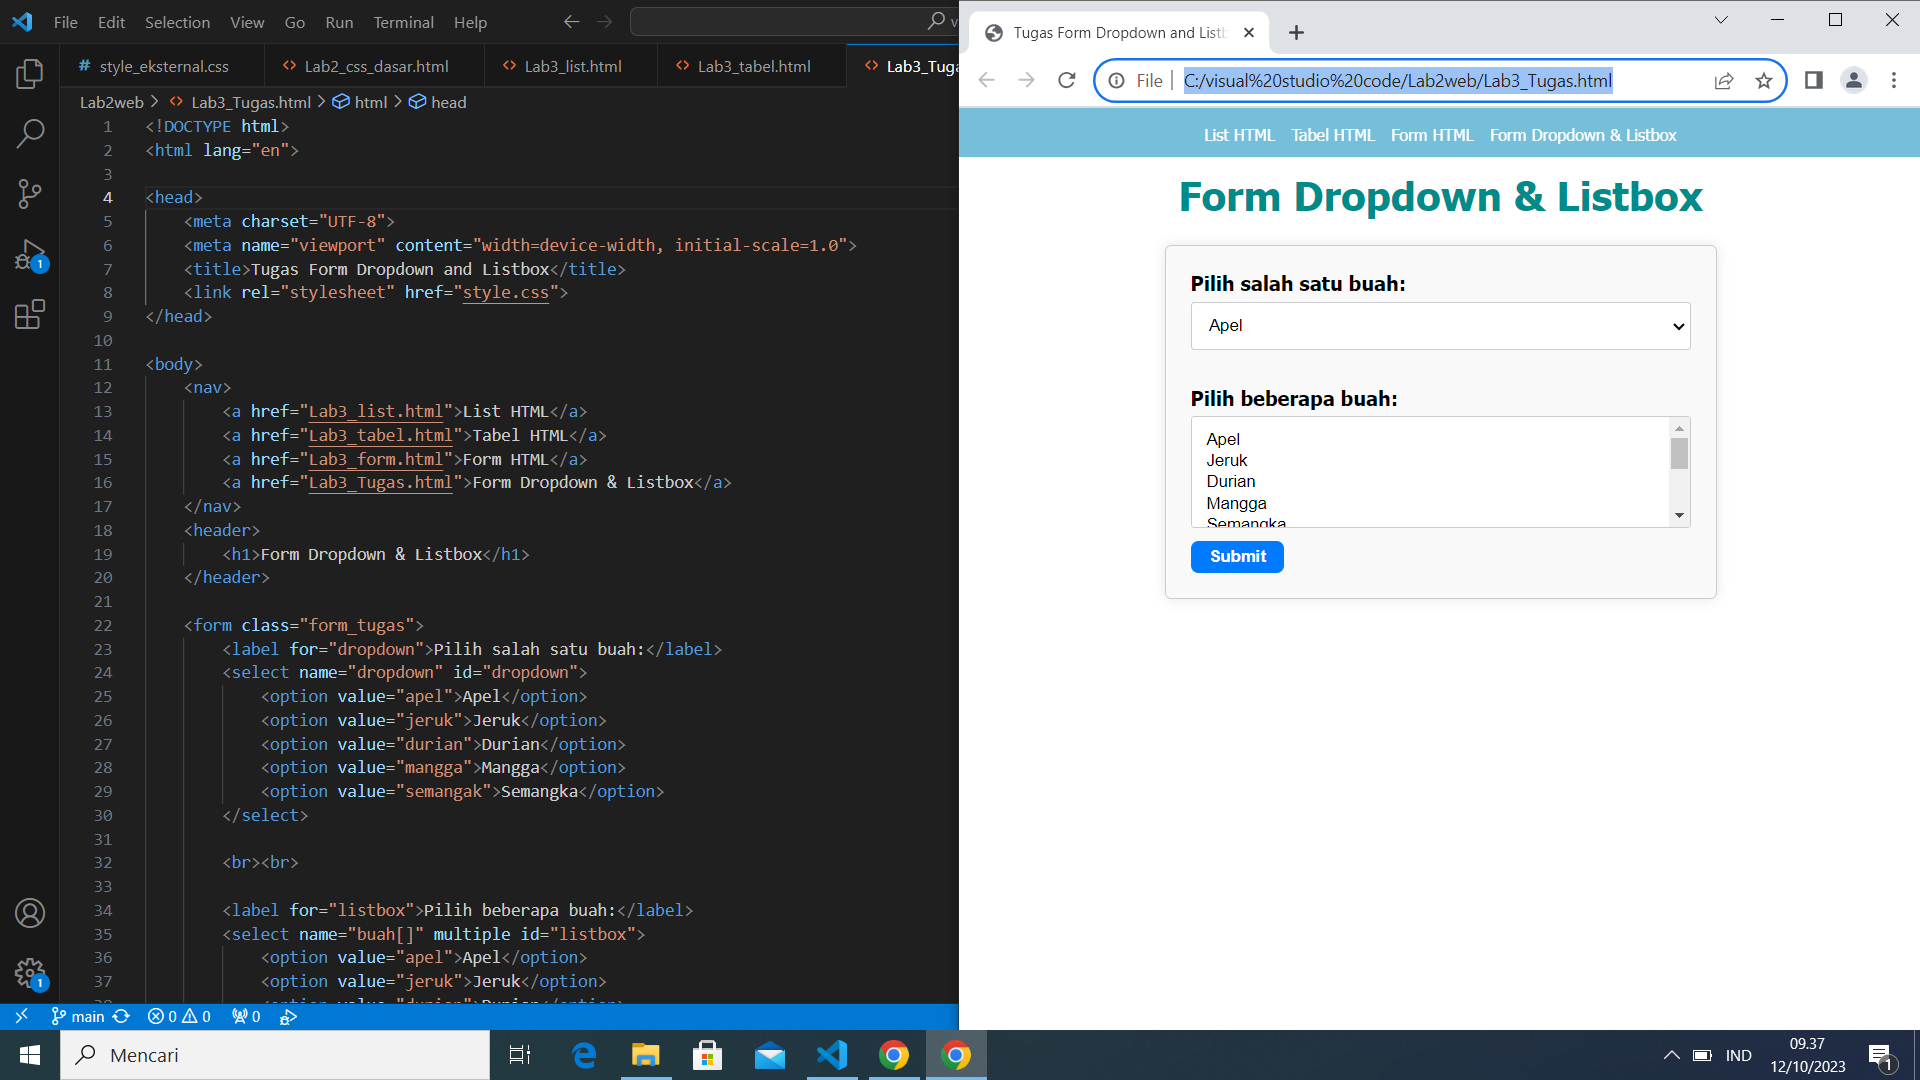 File Edit Selection View Go Run Terminal Help
# style_eksternal.css <> Lab2_css_dasar.html <> Lab3_list.html <> Lab3_tabel.html <> Lab3_Tuga
Lab2web > <> Lab3_Tugas.html > html > head
1 <!DOCTYPE html>
2 <html lang="en">
3
4 <head>
5 <meta charset="UTF-8">
6 <meta name="viewport" content="width=device-width, initial-scale=1.0">
7 <title>Tugas Form Dropdown and Listbox</title>
8 <link rel="stylesheet" href="style.css">
9 </head>
10
11 <body>
12 <nav>
13 <a href="Lab3_list.html">List HTML</a>
14 <a href="Lab3_tabel.html">Tabel HTML</a>
15 <a href="Lab3_form.html">Form HTML</a>
16 <a href="Lab3_Tugas.html">Form Dropdown & Listbox</a>
17 </nav>
18 <header>
19 <h1>Form Dropdown & Listbox</h1>
20 </header>
21
22 <form class="form_tugas">
23 <label for="dropdown">Pilih salah satu buah:</label>
24 <select name="dropdown" id="dropdown">
25 <option value="apel">Apel</option>
26 <option value="jeruk">Jeruk</option>
27 <option value="durian">Durian</option>
28 <option value="mangga">Mangga</option>
29 <option value="semangak">Semangka</option>
30 </select>
31
32 <br><br>
33
34 <label for="listbox">Pilih beberapa buah:</label>
35 <select name="buah[]" multiple id="listbox">
36 <option value="apel">Apel</option>
37 <option value="jeruk">Jeruk</option>
38 <option value="durian">Durian</option>
1
1
main 0 0 0
Tugas Form Dropdown and Listb
File | C:/visual%20studio%20code/Lab2web/Lab3_Tugas.html
List HTML Tabel HTML Form HTML Form Dropdown & Listbox
Form Dropdown & Listbox
Pilih salah satu buah:
Apel
Pilih beberapa buah:
Apel
Jeruk
Durian
Mangga
Semangka
Submit
Mencari
IND
09.37
12/10/2023
1